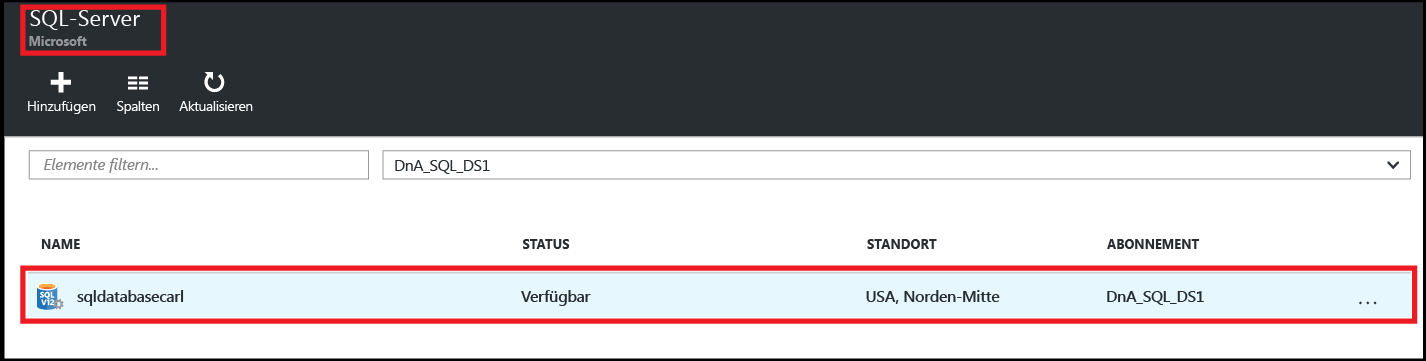 SQL-Server
Microsoft
Hinzufügen Spalten Aktualisieren
Elemente filtern... DnA_SQL_DS1
NAME STATUS STANDORT ABONNEMENT
SQL V12 sqldatabasecarl Verfügbar USA, Norden-Mitte DnA_SQL_DS1 ...